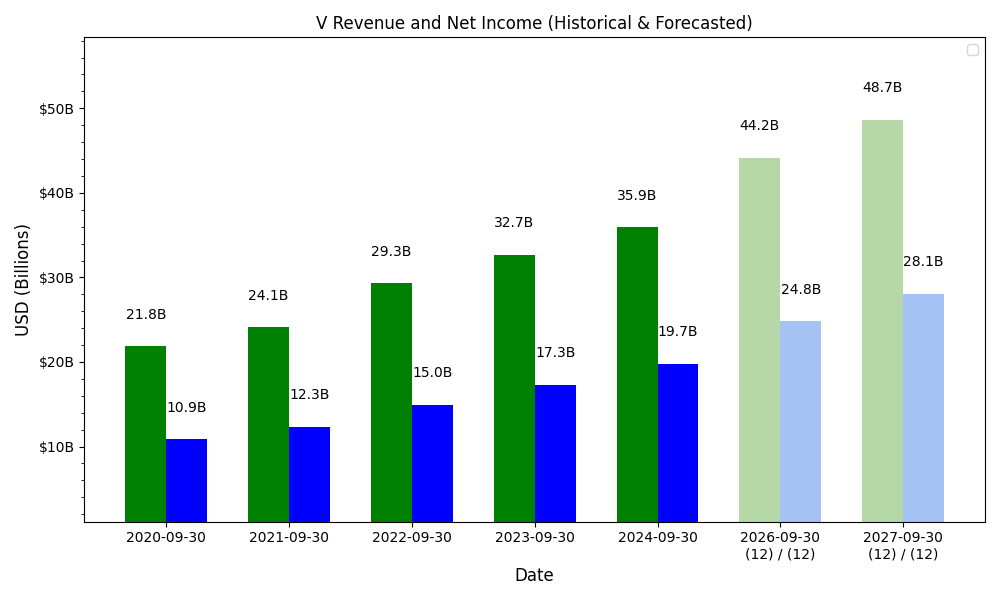 V Revenue and Net Income (Historical & Forecasted)
USD (Billions)
$50B
$40B
$30B
$20B
$10B
21.8B
10.9B
24.1B
12.3B
29.3B
15.0B
32.7B
17.3B
35.9B
19.7B
44.2B
24.8B
48.7B
28.1B
2020-09-30
2021-09-30
2022-09-30
2023-09-30
2024-09-30
2026-09-30
(12) / (12)
2027-09-30
(12) / (12)
Date